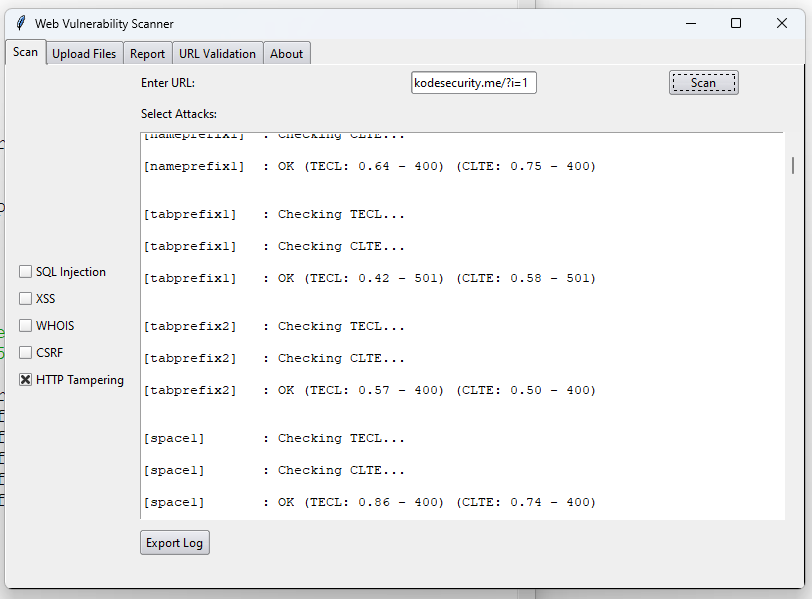 Web Vulnerability Scanner
Scan Upload Files Report URL Validation About
Enter URL: kodesecurity.me/?i=1 Scan
Select Attacks:
[nameprefix1] : Checking CLTE...
[nameprefix1] : OK (TECL: 0.64 - 400) (CLTE: 0.75 - 400)
[tabprefix1] : Checking TECL...
[tabprefix1] : Checking CLTE...
[tabprefix1] : OK (TECL: 0.42 - 501) (CLTE: 0.58 - 501)
[tabprefix2] : Checking TECL...
[tabprefix2] : Checking CLTE...
[tabprefix2] : OK (TECL: 0.57 - 400) (CLTE: 0.50 - 400)
[space1] : Checking TECL...
[space1] : Checking CLTE...
[space1] : OK (TECL: 0.86 - 400) (CLTE: 0.74 - 400)
SQL Injection
XSS
WHOIS
CSRF
HTTP Tampering
Export Log